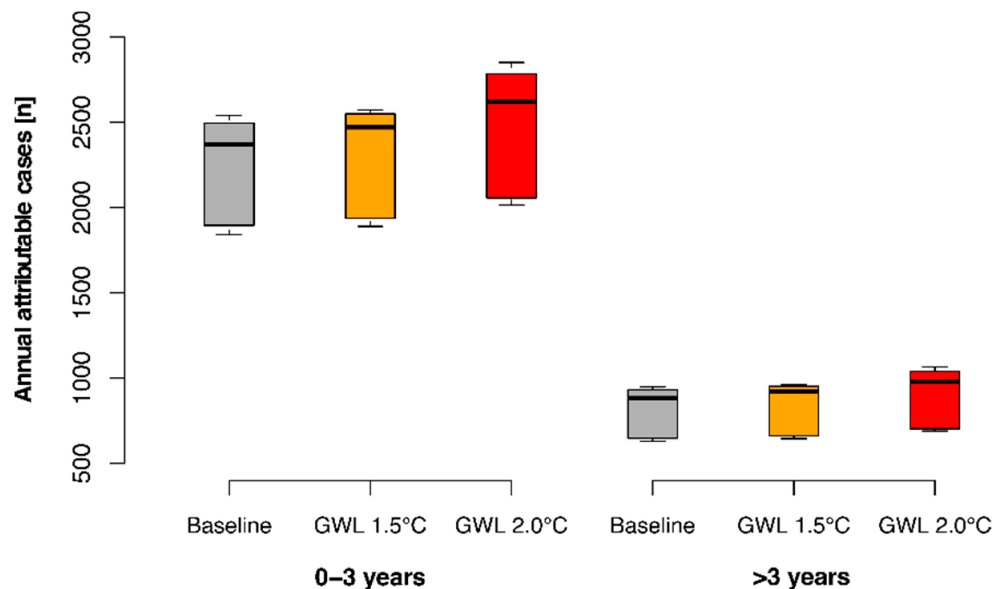 Annual attributable cases [n]
3000
2500
2000
1500
1000
500
Baseline GWL 1.5°C GWL 2.0°C Baseline GWL 1.5°C GWL 2.0°C
0−3 years >3 years